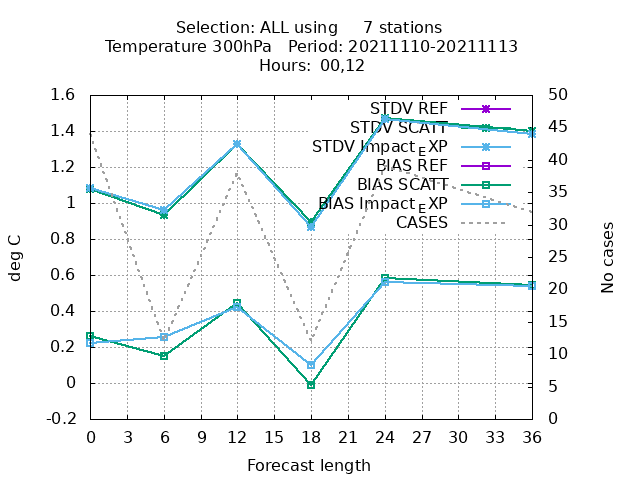 Selection: ALL using 7 stations
Temperature 300hPa Period: 20211110-20211113
Hours: 00,12
1.6
1.4
1.2
1
0.8
0.6
0.4
0.2
0
-0.2
deg C
STDV REF
STDV SCATT
STDV Impact_EXP
BIAS REF
BIAS SCATT
BIAS Impact_EXP
CASES
50
45
40
35
30
25
20
15
10
5
0
No cases
0 3 6 9 12 15 18 21 24 27 30 33 36
Forecast length